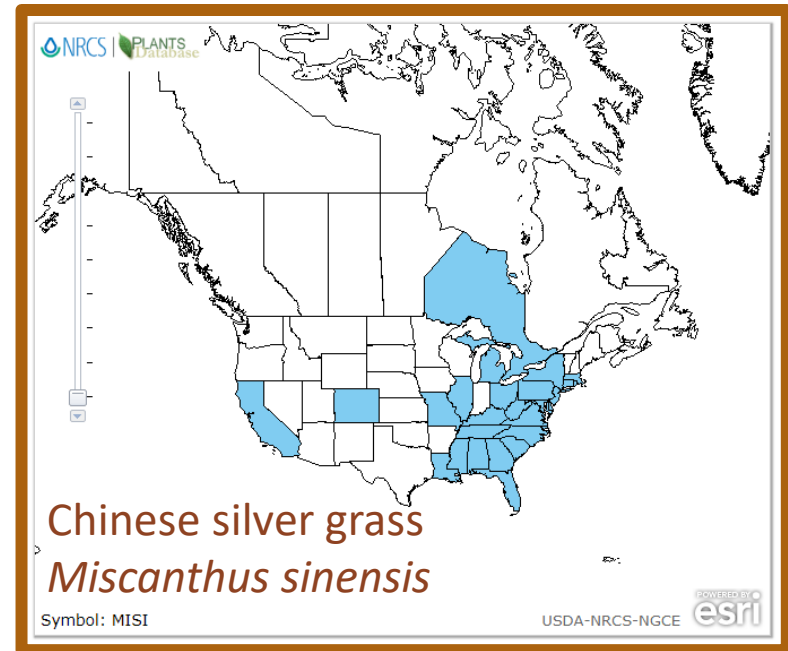 NRCS | PLANTS
Database
Chinese silver grass
Miscanthus sinensis
Symbol: MISI
USDA-NRCS-NGCE
POWERED BY
esri